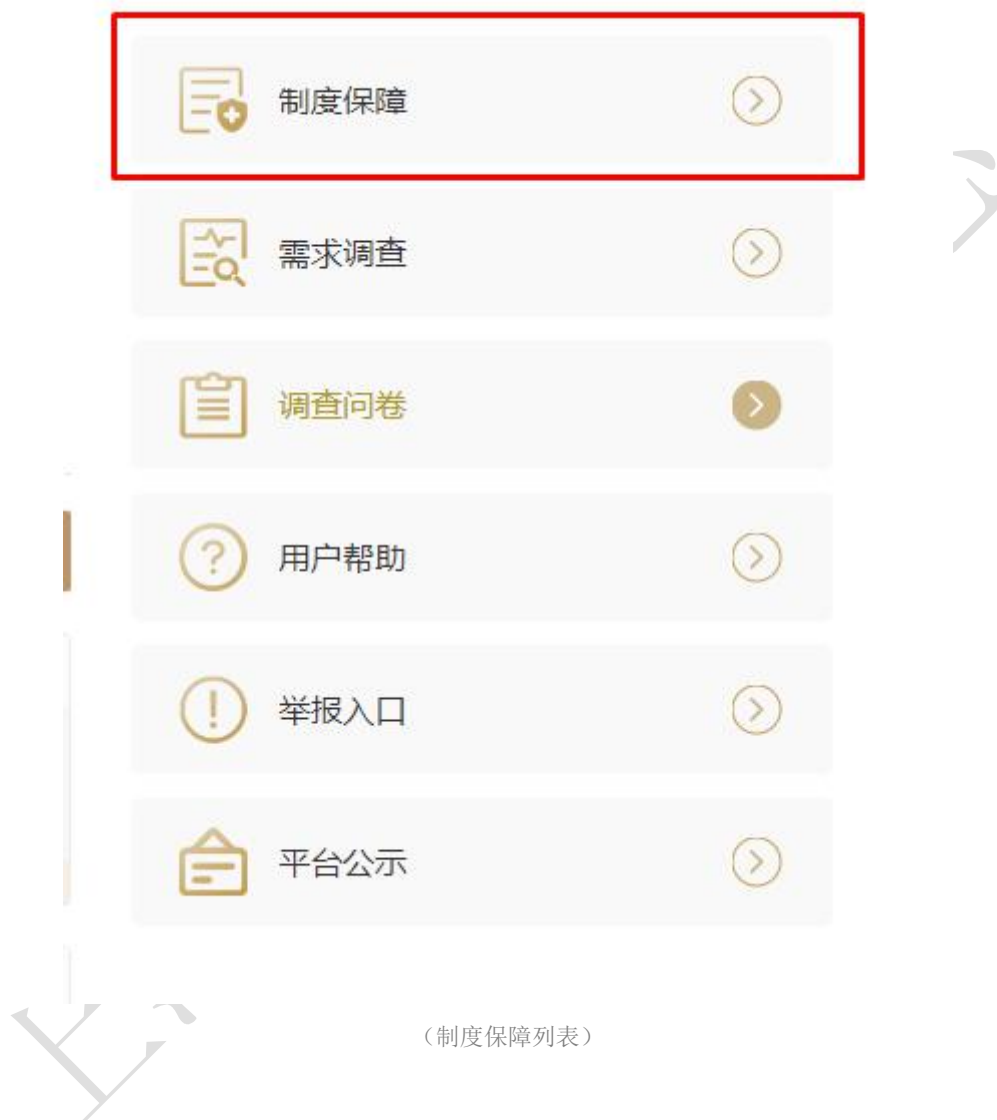 制度保障
需求调查
调查问卷
用户帮助
举报入口
平台公示
（制度保障列表）